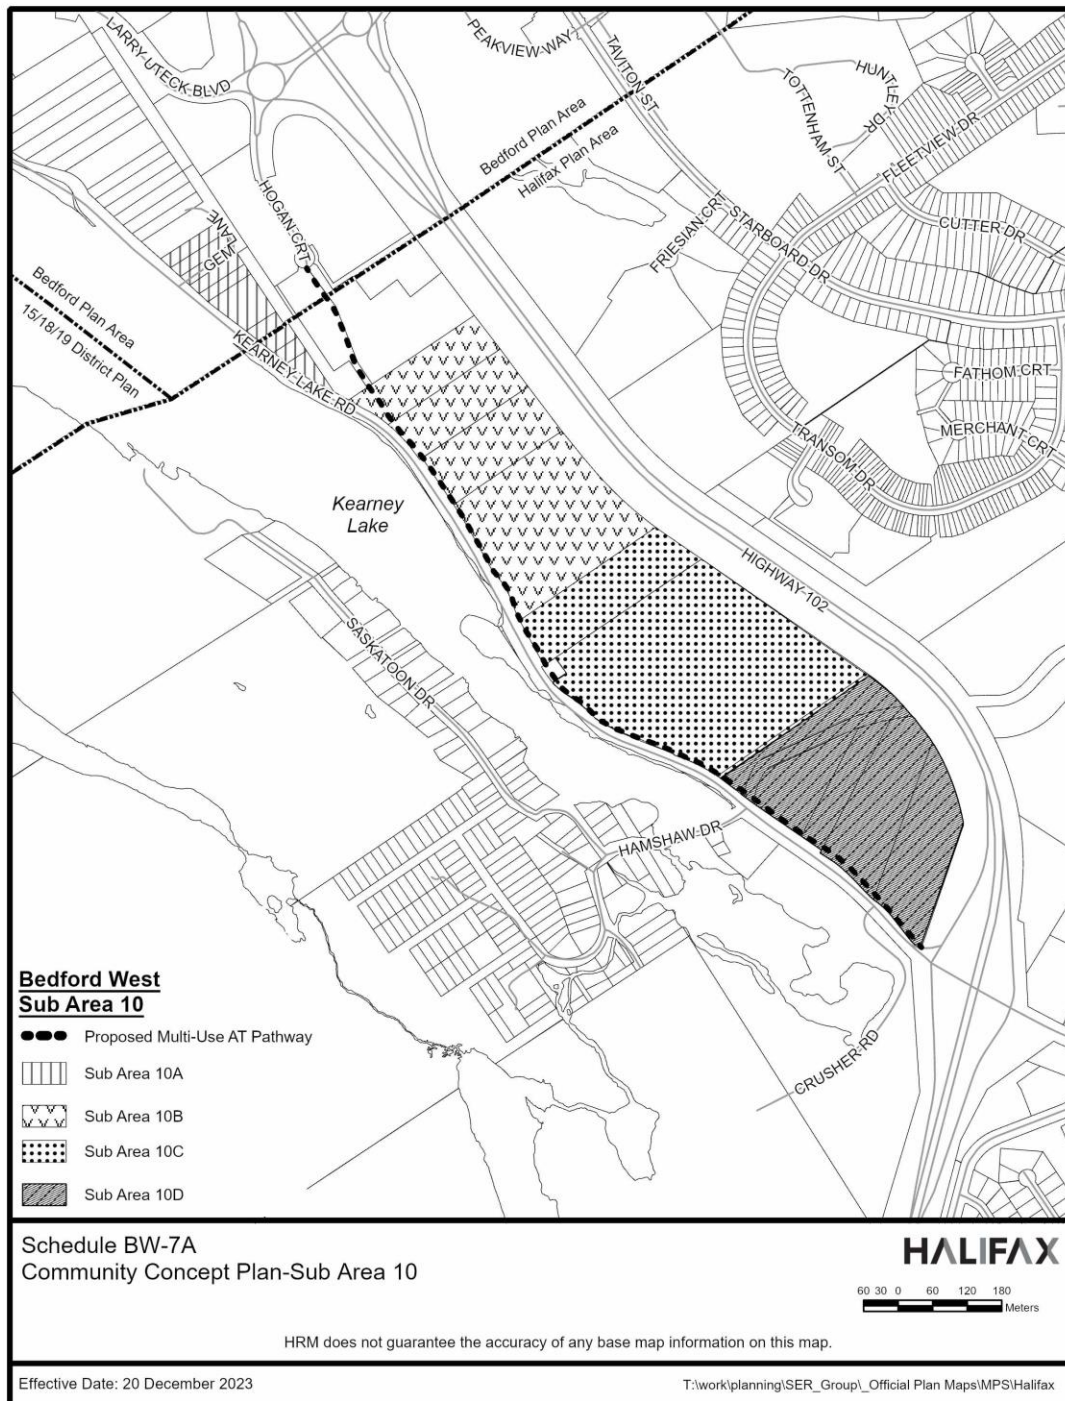 LARRY UTECK BLVD
PEAKVIEW WAY
TAVITON ST
TOTTENHAM ST
HUNTLEY DR
FLEETVIEW DR
Bedford Plan Area
Halifax Plan Area
HOGAN CRT
GEM LANE
FRIESIAN CRT
STARBOARD DR
CUTTER DR
Bedford Plan Area
15/18/19 District Plan
KEARNEY LAKE RD
FATHOM CRT
MERCHANT CRT
TRANSOM DR
Kearney
Lake
HIGHWAY 102
SASKATOON DR
HAMSHAW DR
CRUSHER RD
Bedford West
Sub Area 10
Proposed Multi-Use AT Pathway
Sub Area 10A
Sub Area 10B
Sub Area 10C
Sub Area 10D
Schedule BW-7A
Community Concept Plan-Sub Area 10
HALIFAX
60 30 0 60 120 180
Meters
HRM does not guarantee the accuracy of any base map information on this map.
Effective Date: 20 December 2023
T:\work\planning\SER_Group\_Official Plan Maps\MPS\Halifax